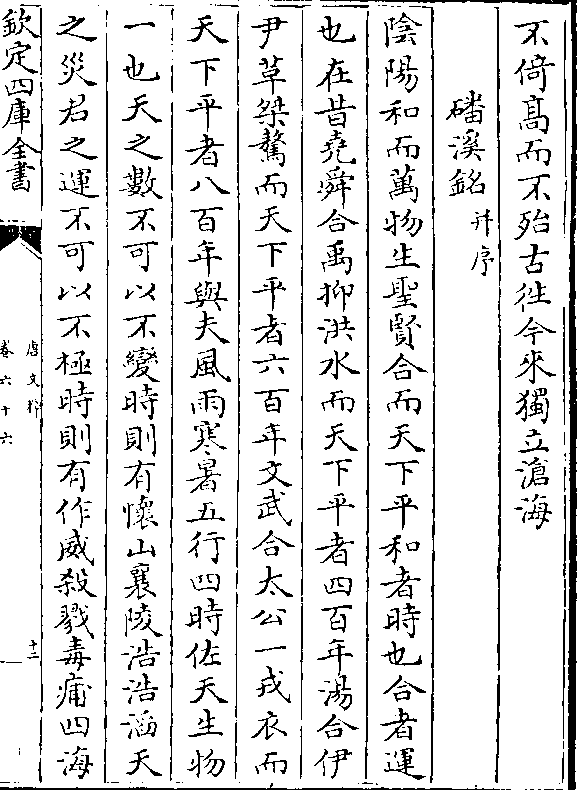 不倚髙而不殆古徃今來獨立滄海
磻溪銘并序
陰陽和而萬物生聖賢合而天下平和者時也合者運
也在昔堯舜合禹抑洪水而天下平者四百年湯合伊
尹革桀驁而天下平者六百年文武合太公一戎衣而
天下平者八百年與夫風雨寒暑五行四時佐天生物
一也天之數不可以不變時則有懷山襄陵浩浩滔天
之災君之運不可以不極時則有作威殺戮毒痡四海
欽定四庫全書
唐文粹
卷六十六
十二